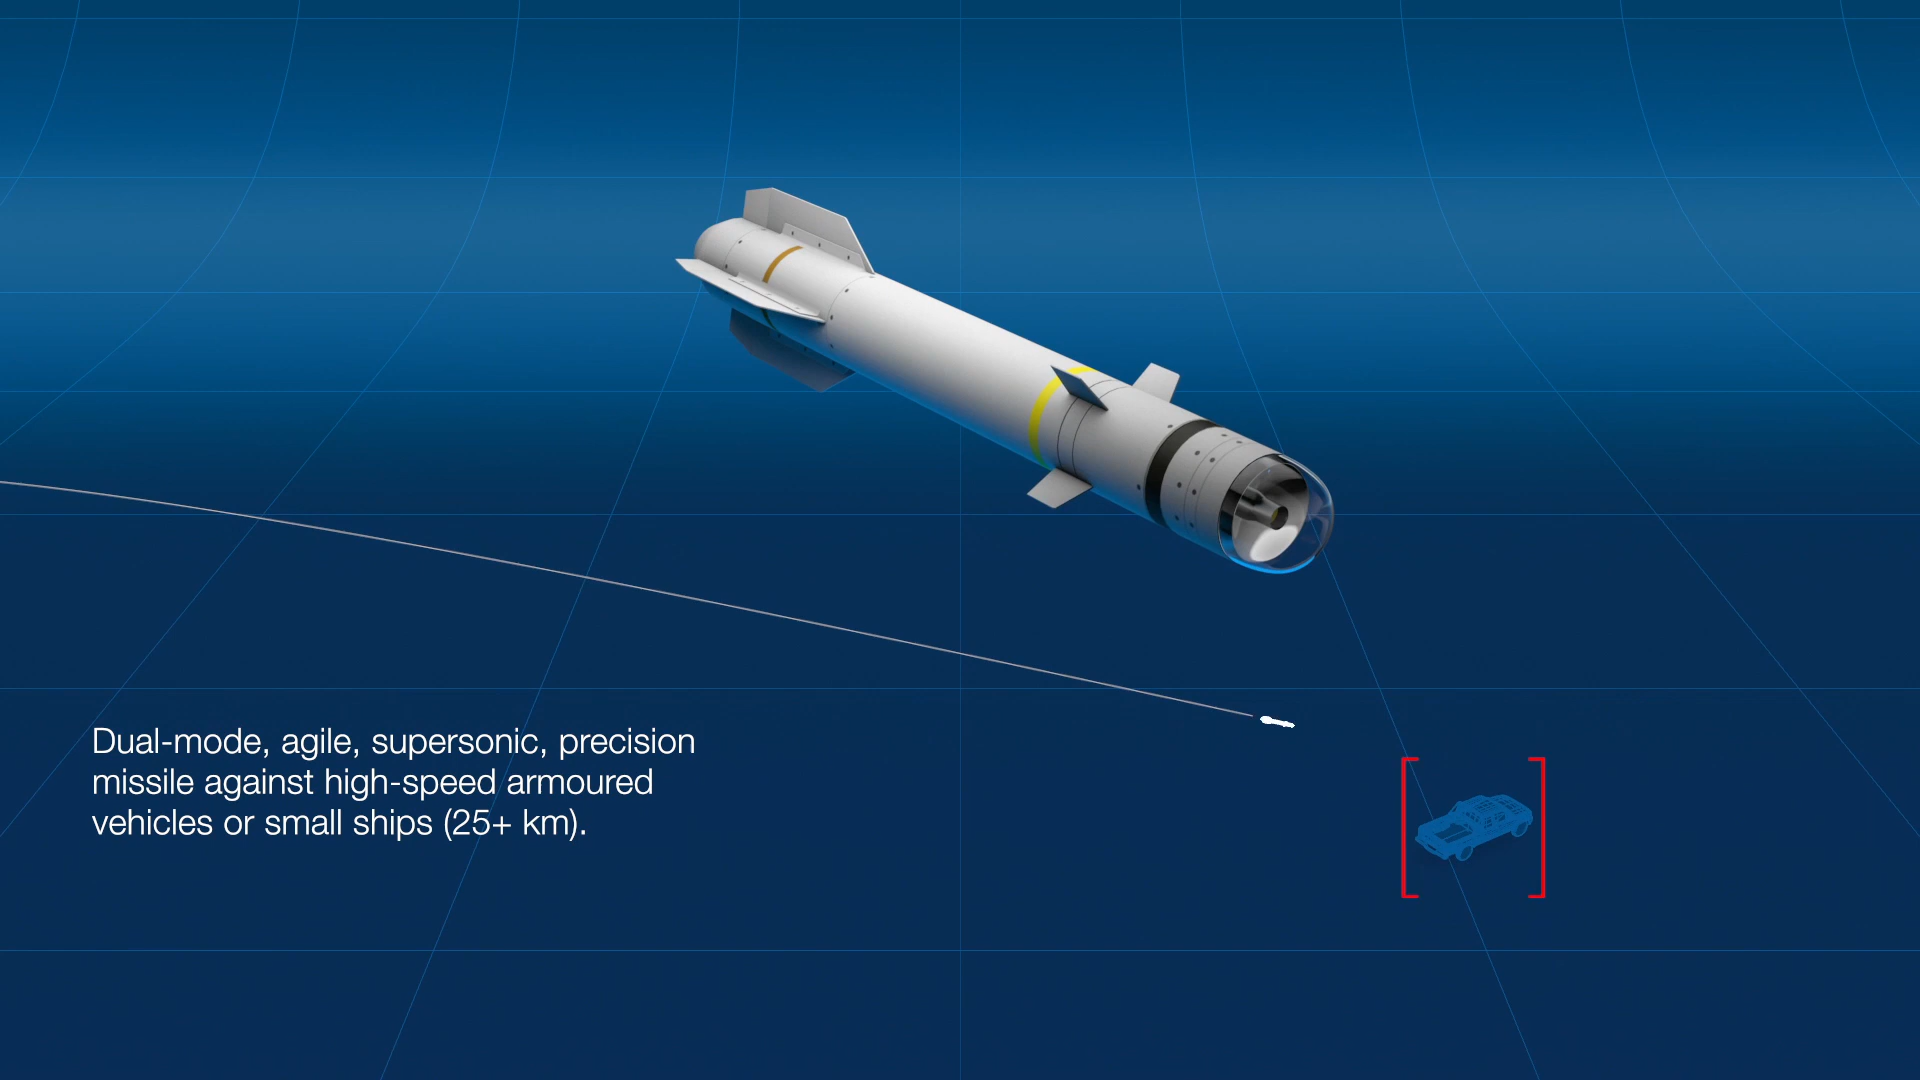 Dual-mode, agile, supersonic, precision
missile against high-speed armoured
vehicles or small ships (25+ km).